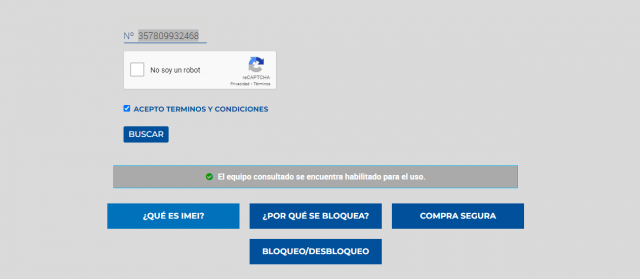 Nº 357809932468
No soy un robot
reCAPTCHA
Privacidad - Términos
ACEPTO TERMINOS Y CONDICIONES
BUSCAR
El equipo consultado se encuentra habilitado para el uso.
¿QUÉ ES IMEI?
¿POR QUÉ SE BLOQUEA?
COMPRA SEGURA
BLOQUEO/DESBLOQUEO